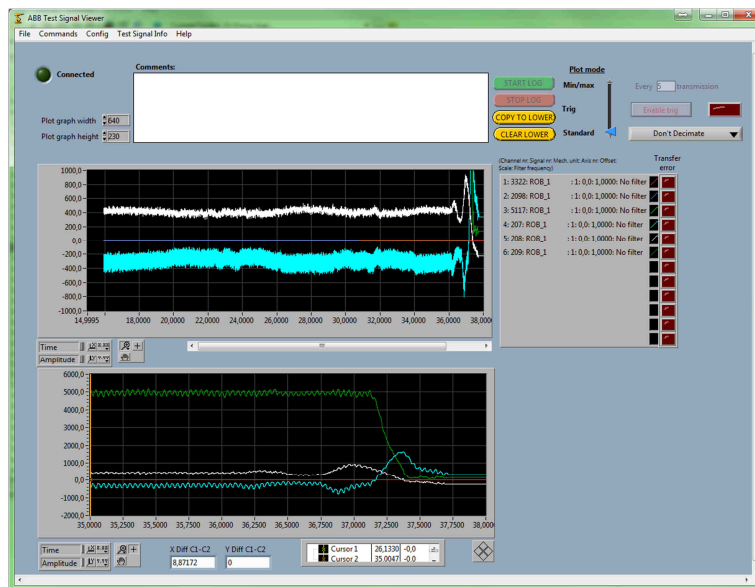 ABB Test Signal Viewer
File Commands Config Test Signal Info Help
Connected
Comments:
Plot graph width 640
Plot graph height 230
START LOG
STOP LOG
COPY TO LOWER
CLEAR LOWER
Plot mode
Min/max
Trig
Standard
Every 5 transmission
Enable trig
Don't Decimate
(Channel nr: Signal nr: Mech. unit: Axis nr: Offset:
Scale: Filter frequency)
Transfer
error
1: 3322: ROB_1 : 1: 0,0: 1,0000: No filter
2: 2098: ROB_1 : 1: 0,0: 1,0000: No filter
3: 5117: ROB_1 : 1: 0,0: 1,0000: No filter
4: 207: ROB_1 : 1: 0,0: 1,0000: No filter
5: 208: ROB_1 : 1: 0,0: 1,0000: No filter
6: 209: ROB_1 : 1: 0,0: 1,0000: No filter
1000,0
800,0
600,0
400,0
200,0
0,0
-200,0
-400,0
-600,0
-800,0
-1000,0
14,9995 18,0000 20,0000 22,0000 24,0000 26,0000 28,0000 30,0000 32,0000 34,0000 36,0000 38,0000
Time
Amplitude
6000,0
5000,0
4000,0
3000,0
2000,0
1000,0
0,0
-1000,0
-2000,0
35,0000 35,2500 35,5000 35,7500 36,0000 36,2500 36,5000 36,7500 37,0000 37,2500 37,5000 37,7500 38,0000
Time
Amplitude
X Diff C1-C2 Y Diff C1-C2
8,87172 0
Cursor 1 26,1330 -0,0
Cursor 2 35.0047 -0.0